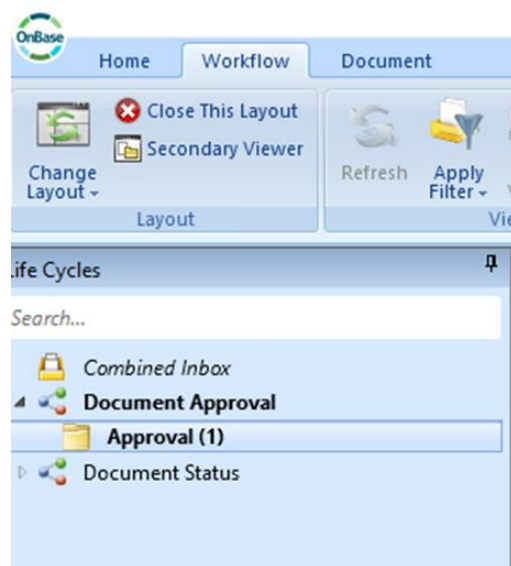 OnBase
Home Workflow Document
Close This Layout
Secondary Viewer
Change
Layout
Refresh
Apply
Filter
Layout
Life Cycles
Search...
Combined Inbox
Document Approval
Approval (1)
Document Status